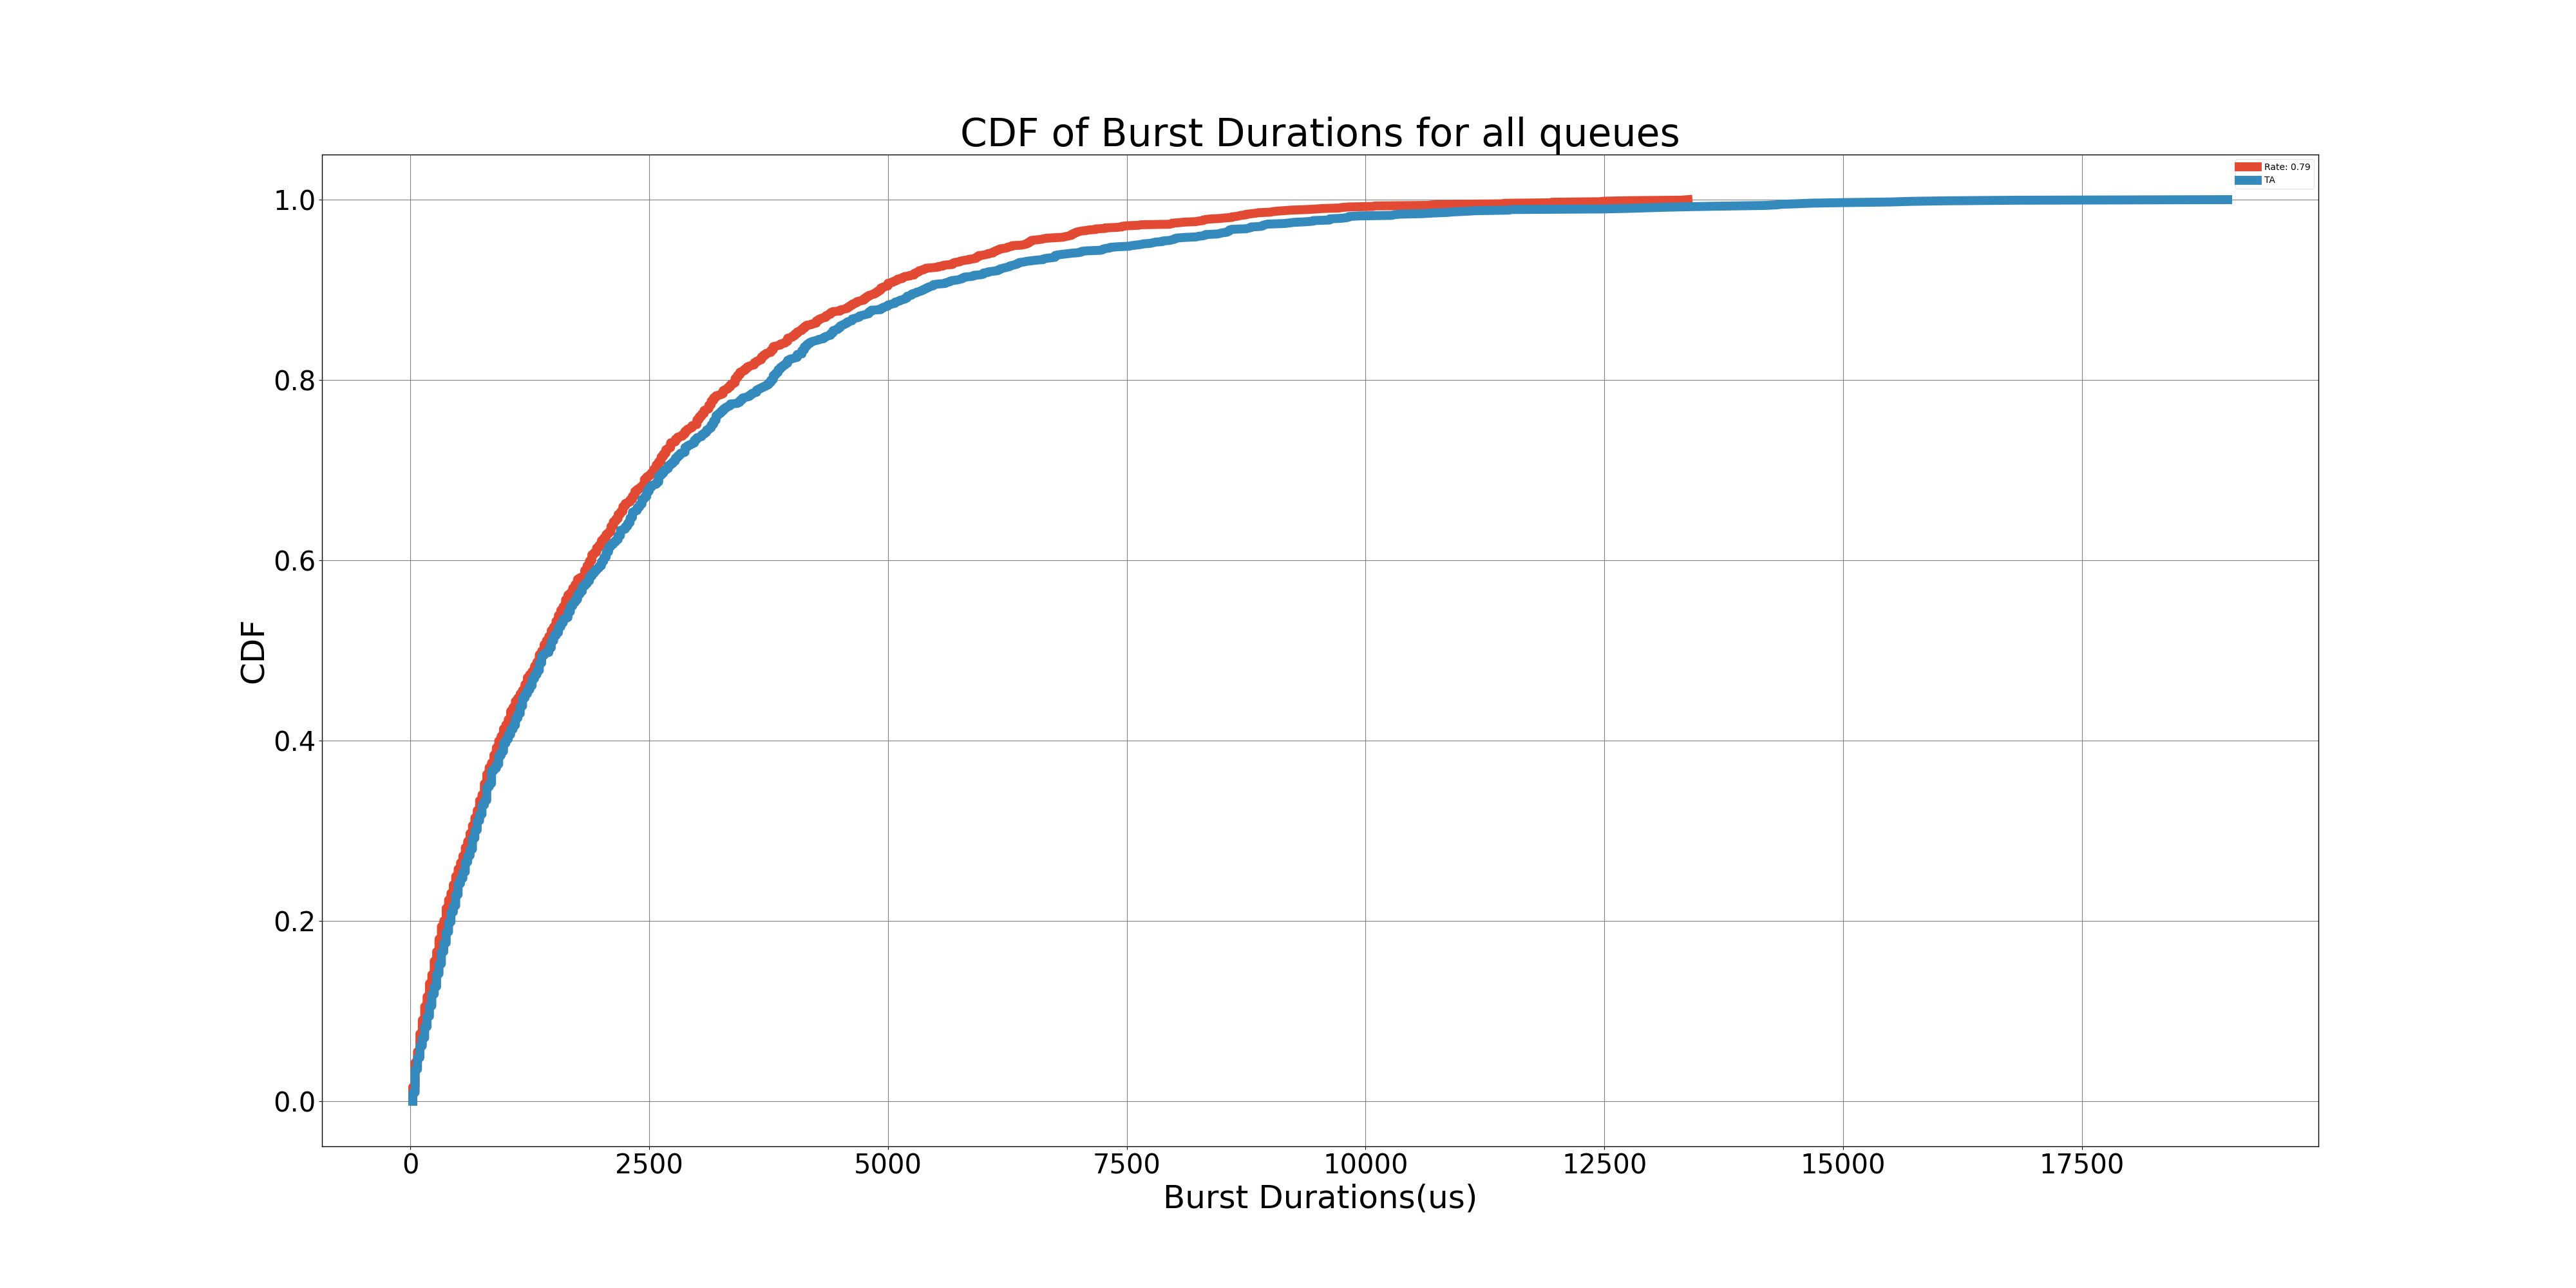 CDF of Burst Durations for all queues
Rate: 0.79
TA
1.0
0.8
0.6
0.4
0.2
0.0
CDF
0 2500 5000 7500 10000 12500 15000 17500
Burst Durations(us)